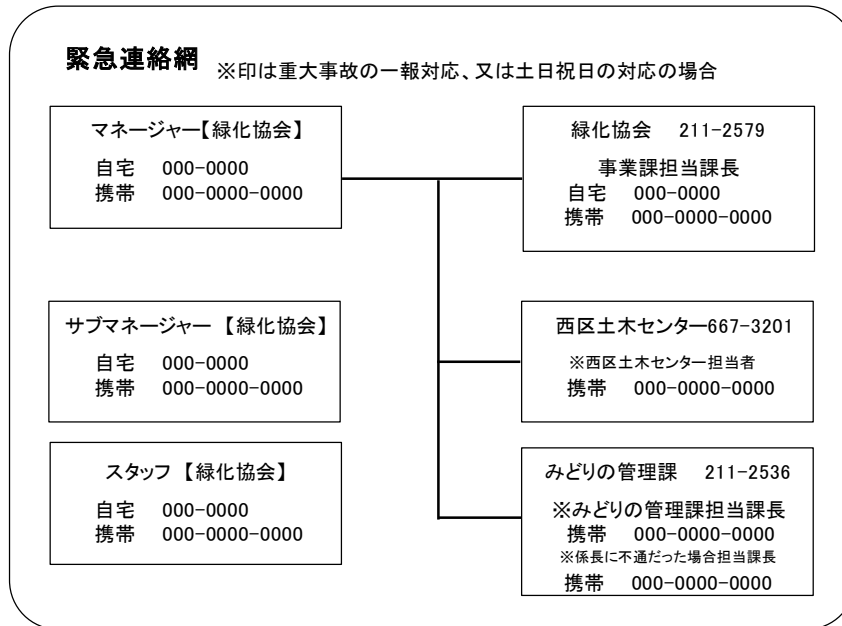 緊急連絡網 ※印は重大事故の一報対応、又は土日祝日の対応の場合
マネージャー【緑化協会】
自宅 000-0000
携帯 000-0000-0000
緑化協会 211-2579
事業課担当課長
自宅 000-0000
携帯 000-0000-0000
サブマネージャー 【緑化協会】
自宅 000-0000
携帯 000-0000-0000
西区土木センター667-3201
※西区土木センター担当者
携帯 000-0000-0000
スタッフ 【緑化協会】
自宅 000-0000
携帯 000-0000-0000
みどりの管理課 211-2536
※みどりの管理課担当課長
携帯 000-0000-0000
※係長に不通だった場合担当課長
携帯 000-0000-0000